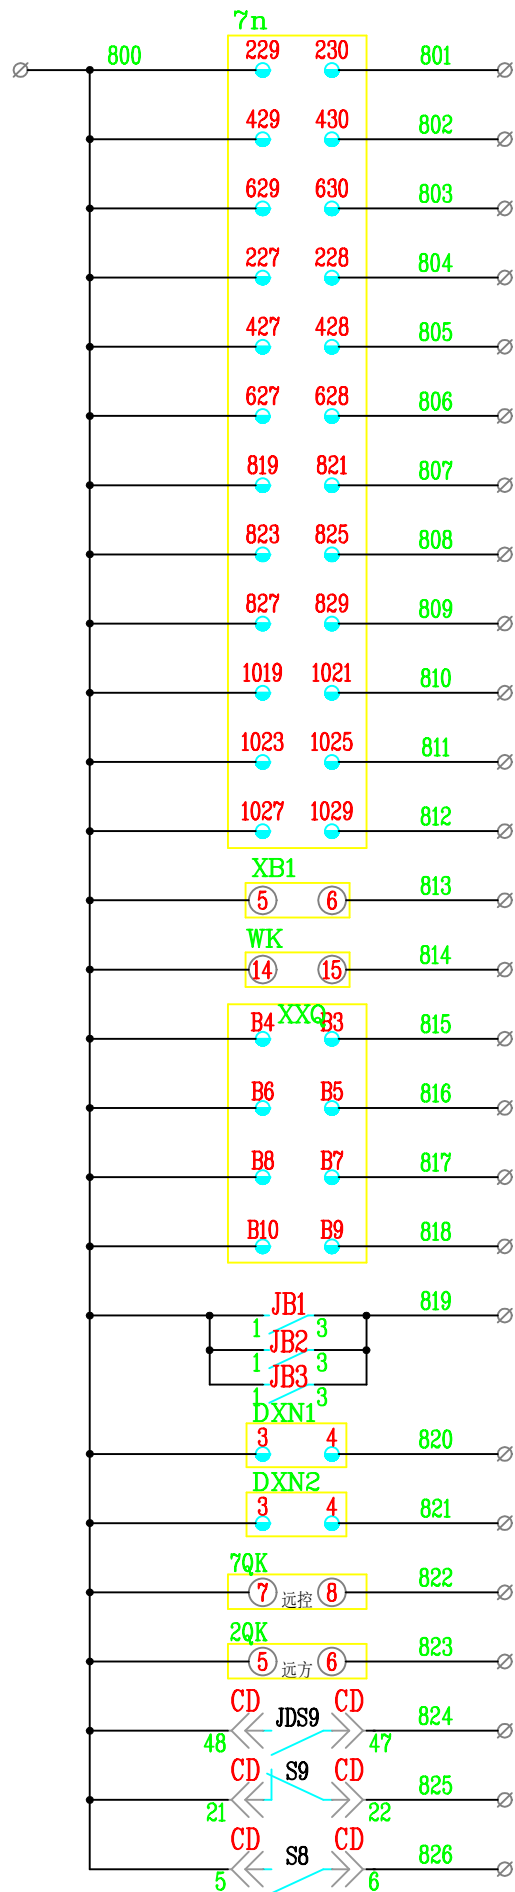 7n
800 229 230 801
429 430 802
629 630 803
227 228 804
427 428 805
627 628 806
819 821 807
823 825 808
827 829 809
1019 1021 810
1023 1025 811
1027 1029 812
XB1
5 6 813
WK
14 15 814
XXQ
B4 B3 815
B6 B5 816
B8 B7 817
B10 B9 818
JB1 819
1 3
JB2
1 3
JB3
1 3
DXN1
3 4 820
DXN2
3 4 821
7QK
7 远控 8 822
2QK
5 远方 6 823
CD JDS9 CD 824
48 47
CD S9 CD 825
21 22
CD S8 CD 826
5 6